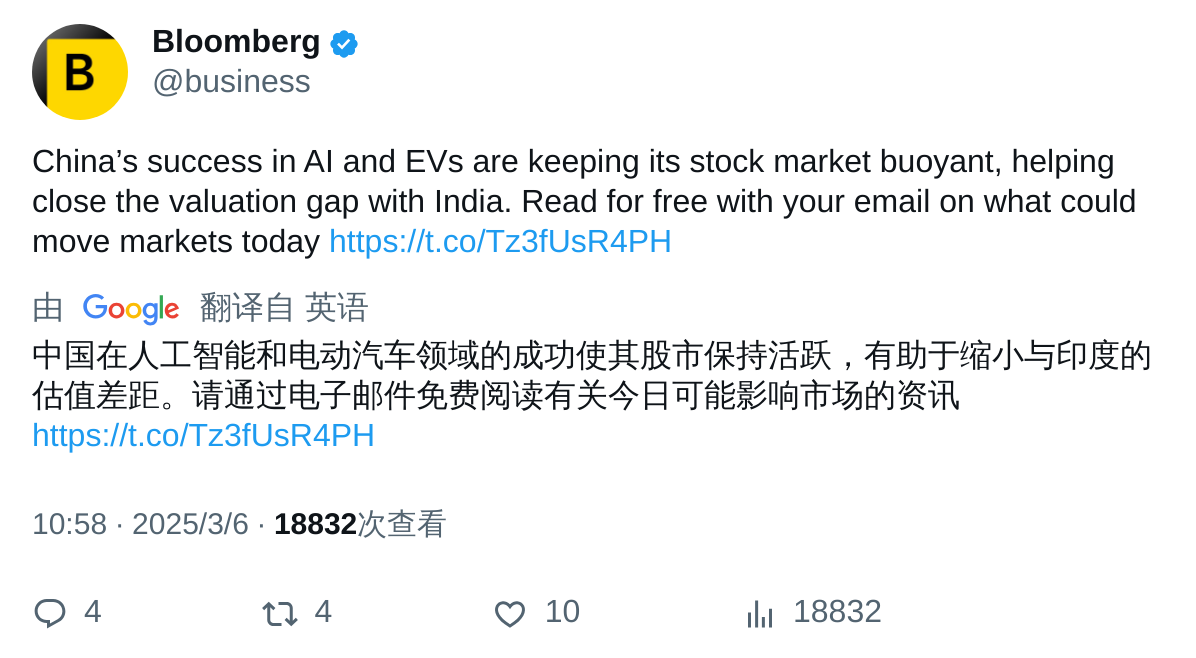 B
Bloomberg
@business
China’s success in AI and EVs are keeping its stock market buoyant, helping
close the valuation gap with India. Read for free with your email on what could
move markets today https://t.co/Tz3fUsR4PH
由 Google 翻译自 英语
中国在人工智能和电动汽车领域的成功使其股市保持活跃，有助于缩小与印度的
估值差距。请通过电子邮件免费阅读有关今日可能影响市场的资讯
https://t.co/Tz3fUsR4PH
10:58 · 2025/3/6 · 18832次查看
4 4 10 18832